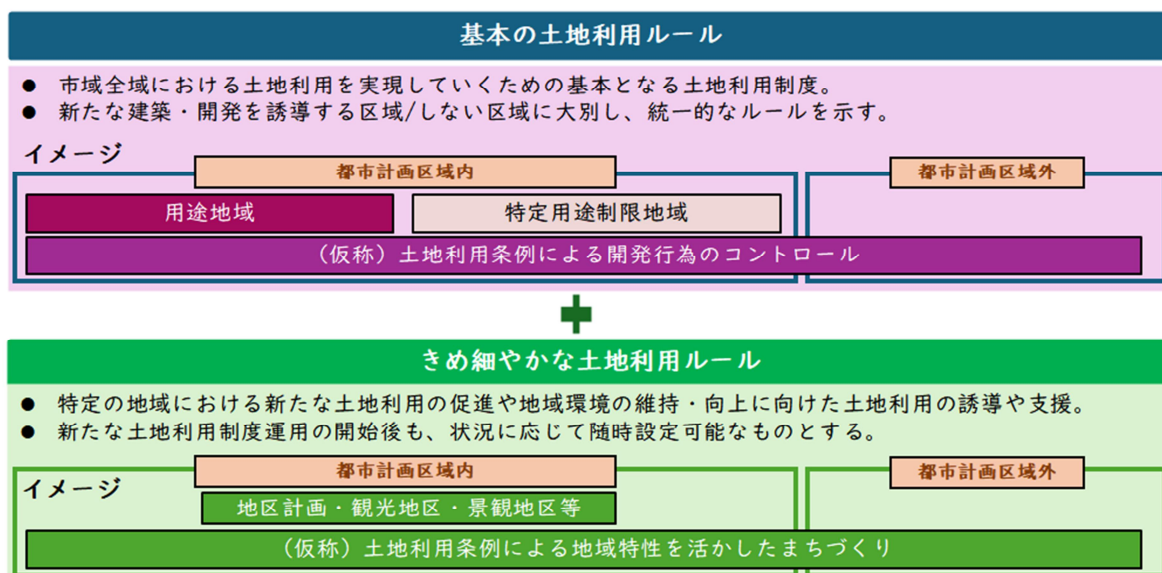 基本の土地利用ルール
● 市域全域における土地利用を実現していくための基本となる土地利用制度。
● 新たな建築・開発を誘導する区域/しない区域に大別し、統一的なルールを示す。
イメージ
都市計画区域内
都市計画区域外
用途地域
特定用途制限地域
（仮称）土地利用条例による開発行為のコントロール
きめ細やかな土地利用ルール
● 特定の地域における新たな土地利用の促進や地域環境の維持・向上に向けた土地利用の誘導や支援。
● 新たな土地利用制度運用の開始後も、状況に応じて随時設定可能なものとする。
イメージ
都市計画区域内
都市計画区域外
地区計画・観光地区・景観地区等
（仮称）土地利用条例による地域特性を活かしたまちづくり